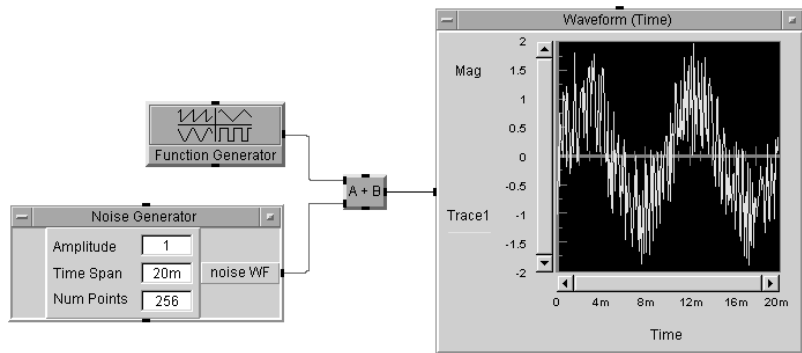 Function Generator
Noise Generator
Amplitude 1
Time Span 20m
Num Points 256
noise WF
A + B
Waveform (Time)
Mag
Trace1
2
1.5
1
0.5
0
-0.5
-1
-1.5
-2
0 4m 8m 12m 16m 20m
Time